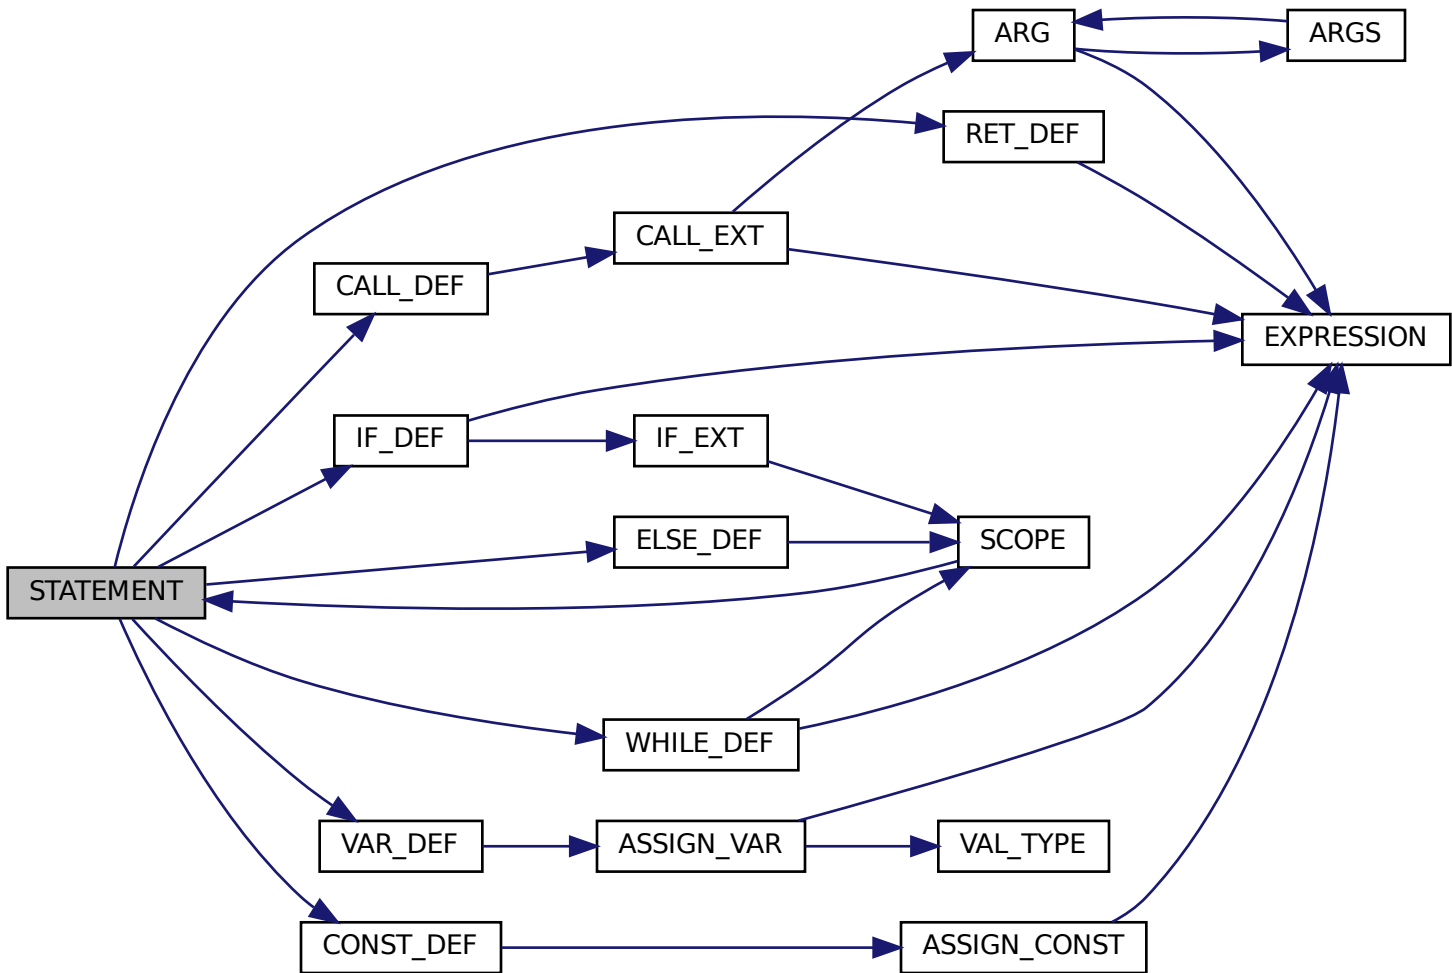 ARG
ARGS
RET_DEF
CALL_EXT
CALL_DEF
EXPRESSION
IF_DEF
IF_EXT
ELSE_DEF
SCOPE
STATEMENT
WHILE_DEF
VAR_DEF
ASSIGN_VAR
VAL_TYPE
CONST_DEF
ASSIGN_CONST